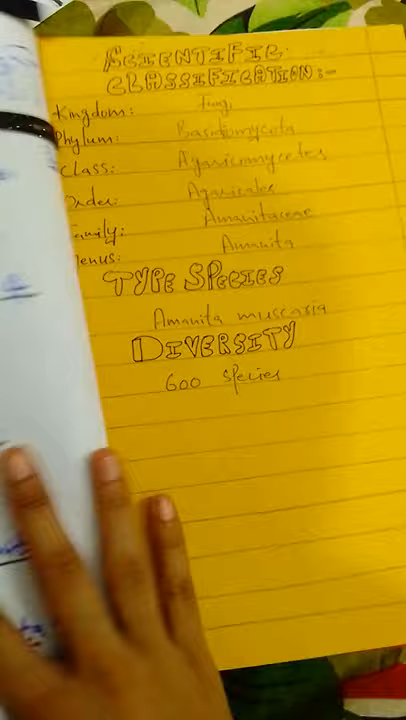 SCIENTIFIC
CLASSIFICATION:-
Kingdom: Fungi
Phylum: Basidiomycota
Class: Agaricomycetes
Order: Agaricales
Family: Amanitaceae
Genus: Amanita
TYPE SPECIES
Amanita muscaria
DIVERSITY
600 species